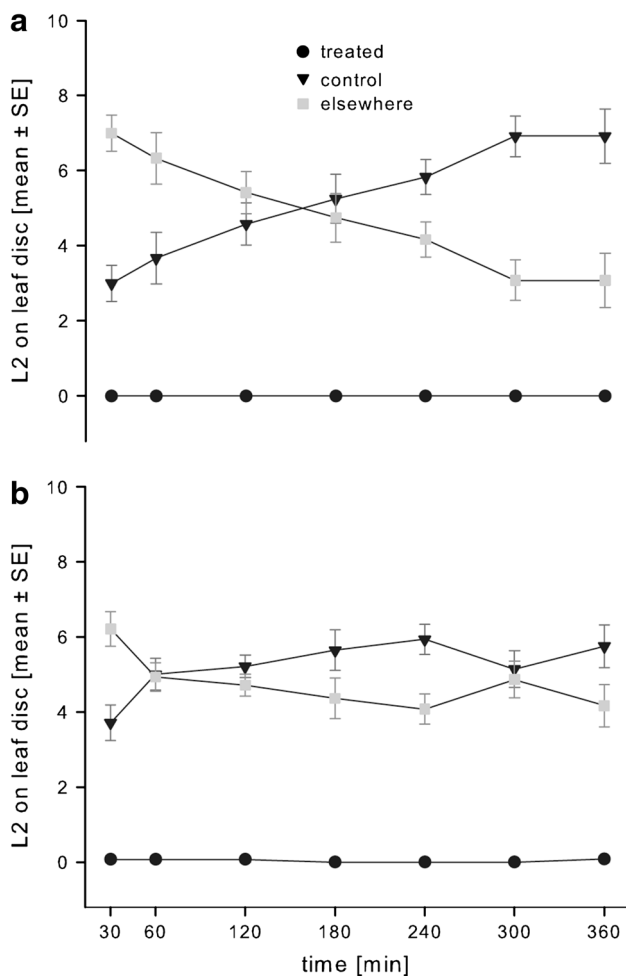 a
10
8
6
4
2
0
L2 on leaf disc [mean ± SE]
treated
control
elsewhere
b
10
8
6
4
2
0
L2 on leaf disc [mean ± SE]
30 60 120 180 240 300 360
time [min]